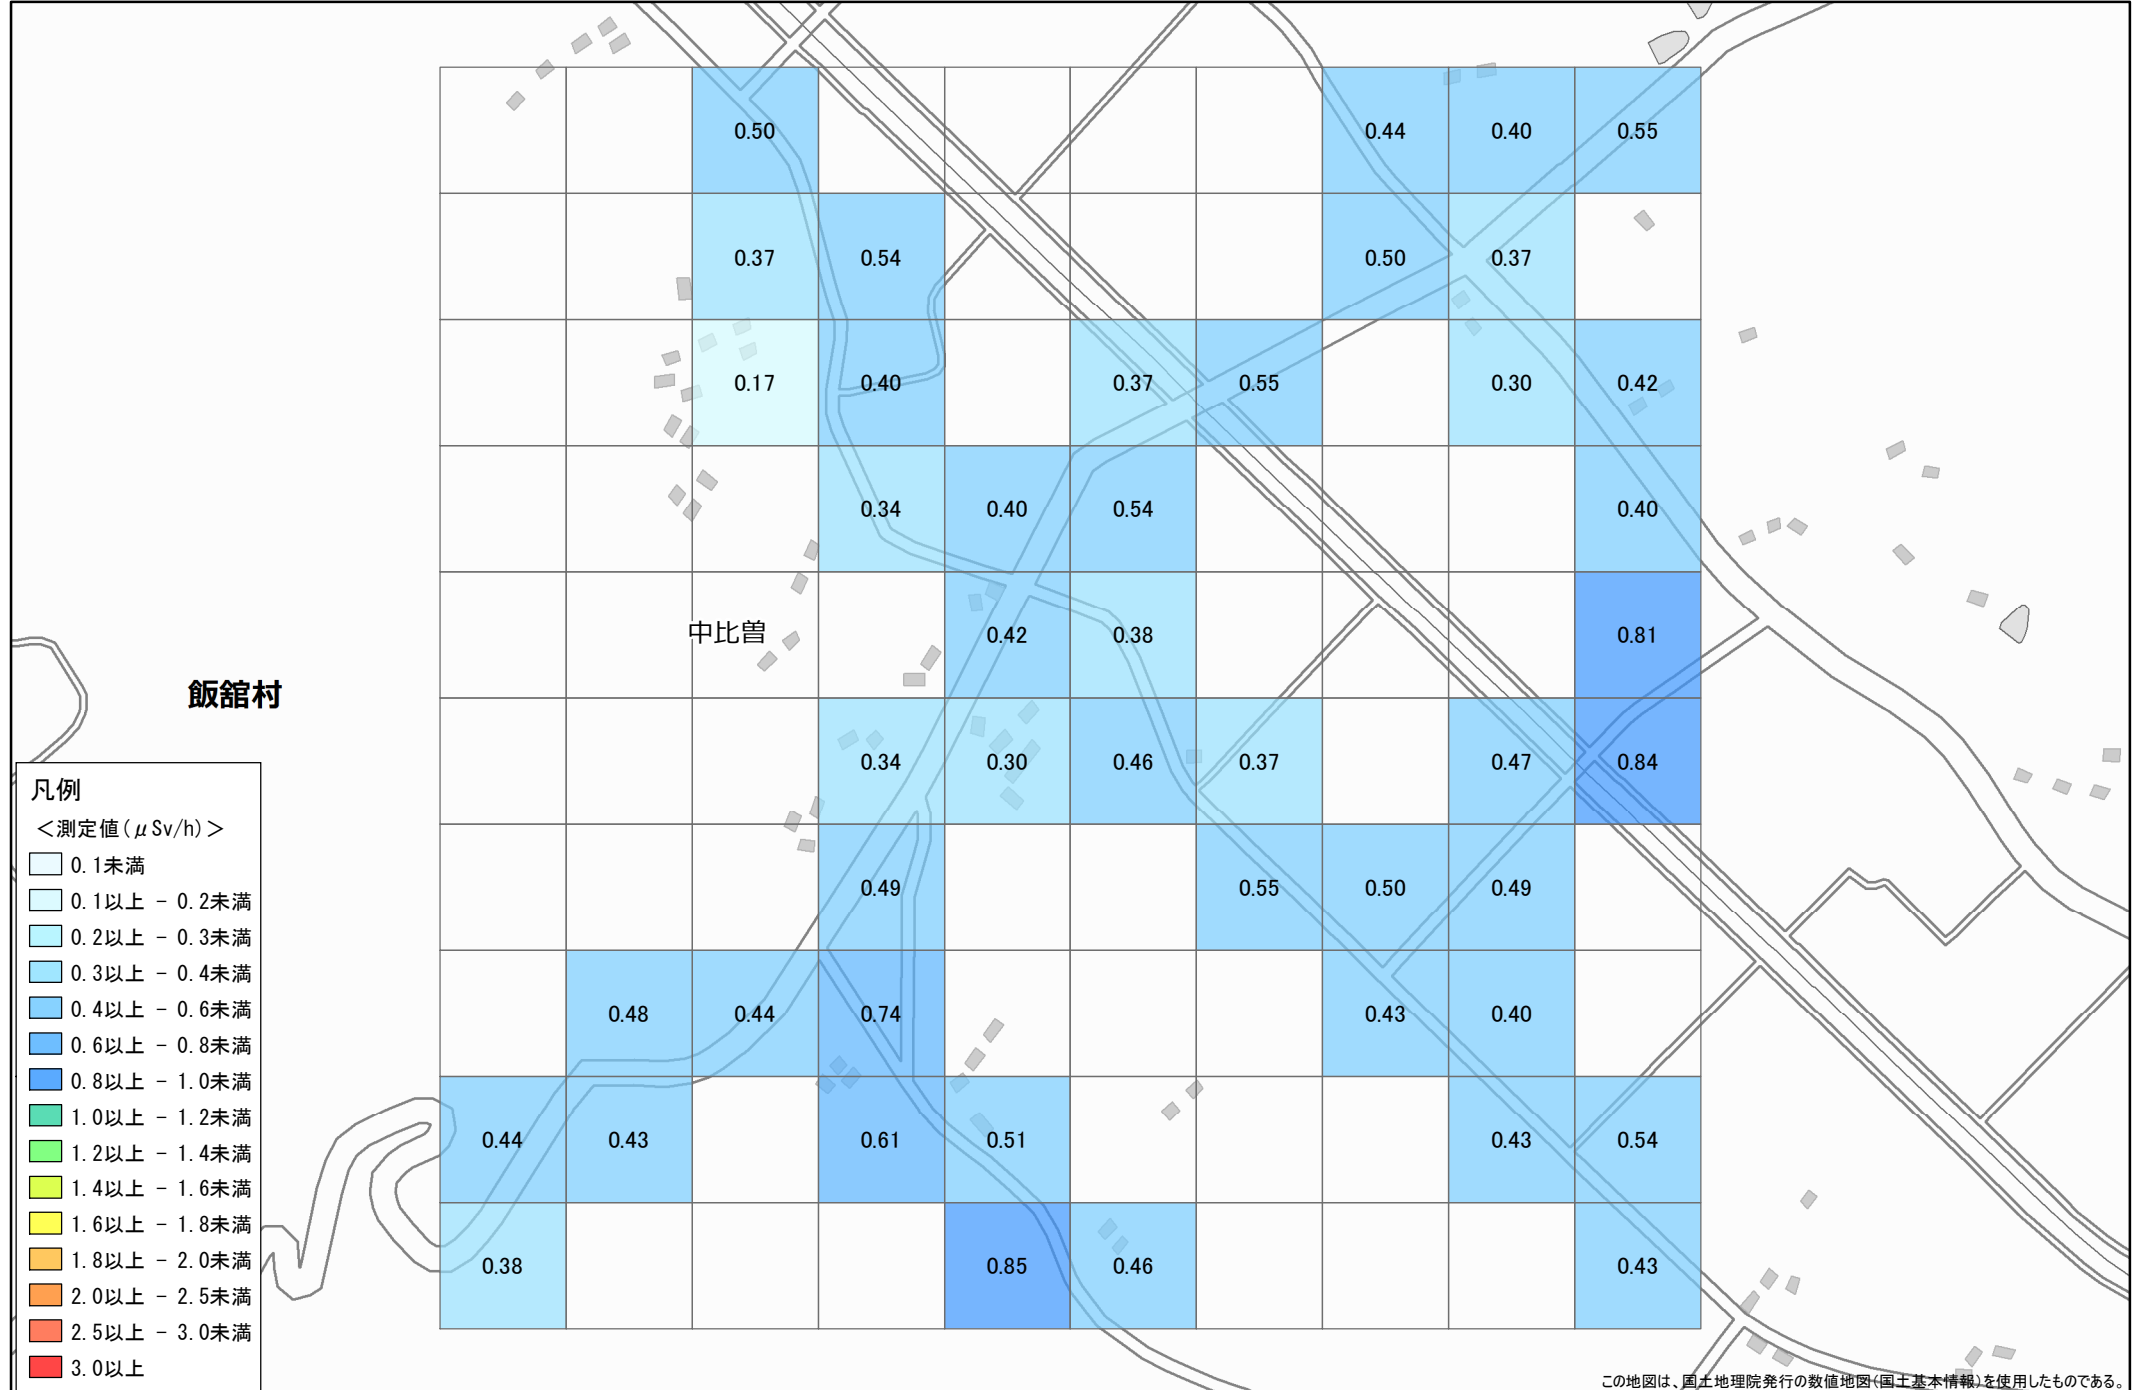 0.50 0.44 0.40 0.55
0.37 0.54 0.50 0.37
0.17 0.40 0.37 0.55 0.30 0.42
0.34 0.40 0.54 0.40
中比曽 0.42 0.38 0.81
飯舘村
0.34 0.30 0.46 0.37 0.47 0.84
0.49 0.55 0.50 0.49
0.48 0.44 0.74 0.43 0.40
0.44 0.43 0.61 0.51 0.43 0.54
0.38 0.85 0.46 0.43
凡例
＜測定値(μSv/h)＞
0.1未満
0.1以上 - 0.2未満
0.2以上 - 0.3未満
0.3以上 - 0.4未満
0.4以上 - 0.6未満
0.6以上 - 0.8未満
0.8以上 - 1.0未満
1.0以上 - 1.2未満
1.2以上 - 1.4未満
1.4以上 - 1.6未満
1.6以上 - 1.8未満
1.8以上 - 2.0未満
2.0以上 - 2.5未満
2.5以上 - 3.0未満
3.0以上
この地図は、国土地理院発行の数値地図(国土基本情報)を使用したものである。